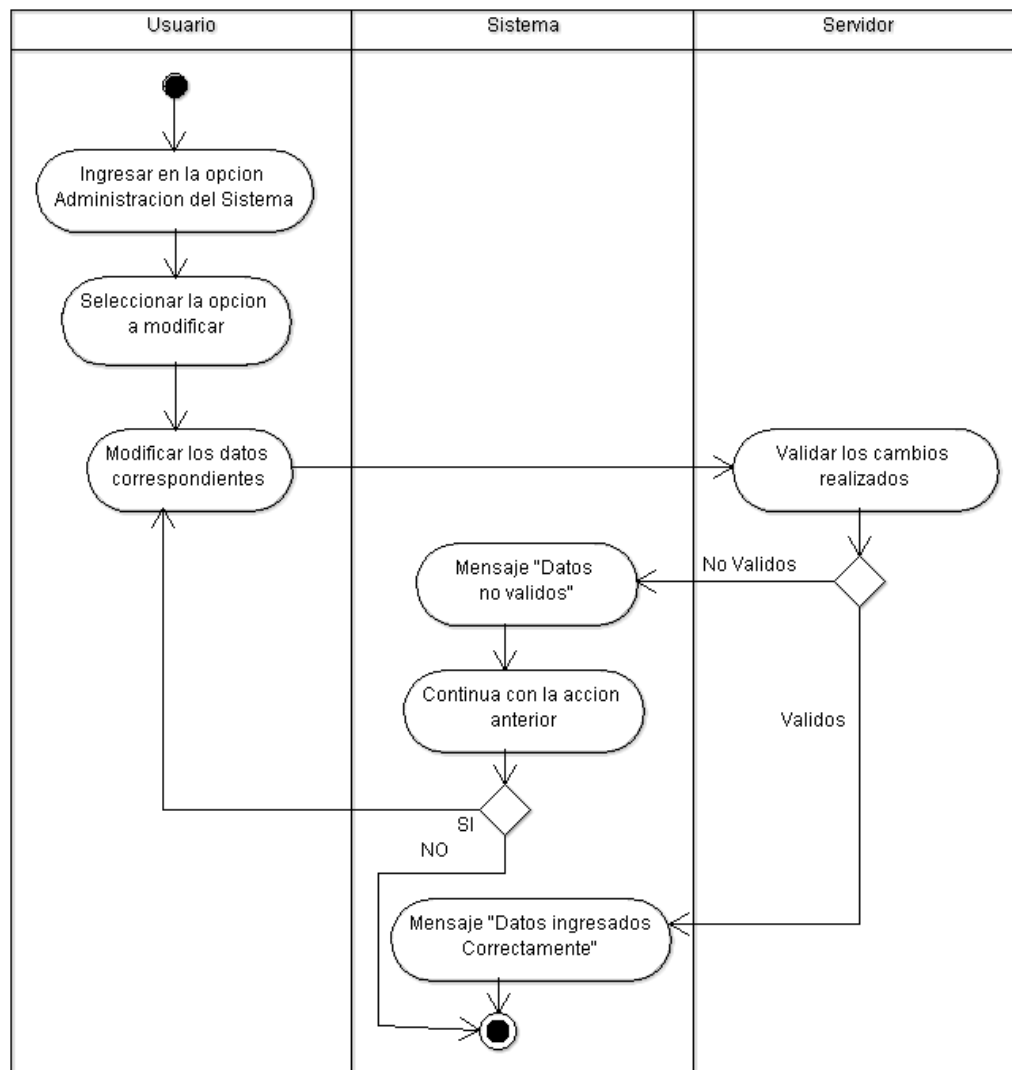 Usuario
Sistema
Servidor
Ingresar en la opcion
Administracion del Sistema
Seleccionar la opcion
a modificar
Modificar los datos
correspondientes
Validar los cambios
realizados
No Validos
Mensaje "Datos
no validos"
Continua con la accion
anterior
Validos
SI
NO
Mensaje "Datos ingresados
Correctamente"